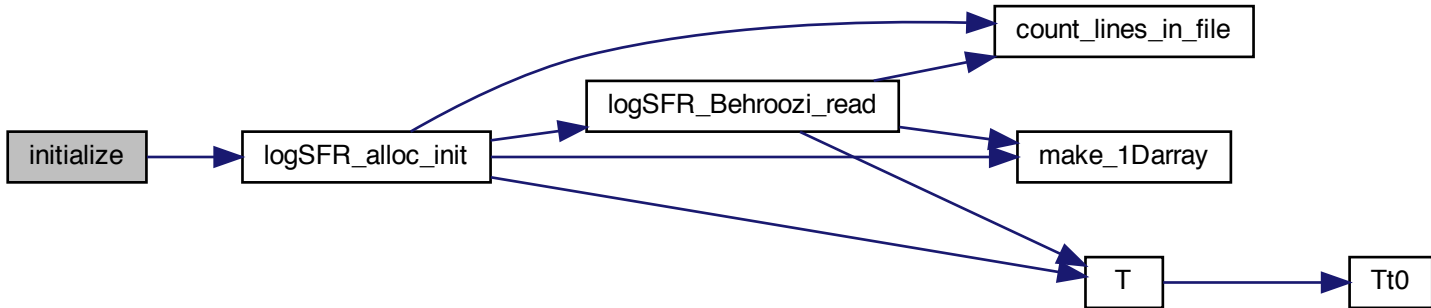 initialize
logSFR_alloc_init
logSFR_Behroozi_read
count_lines_in_file
make_1Darray
T
Tt0